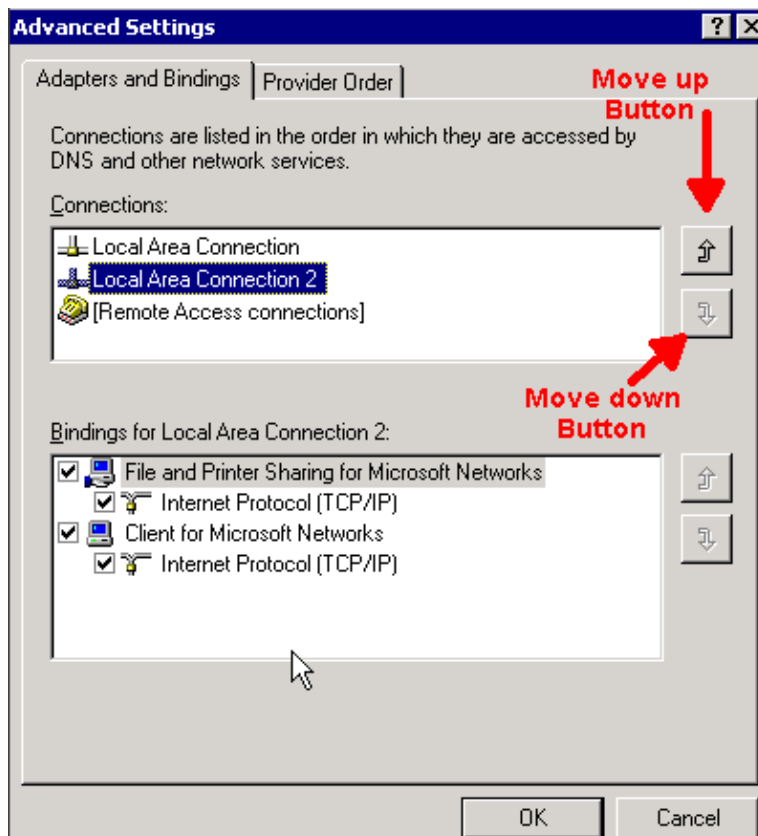 Advanced Settings
Adapters and Bindings
Provider Order
Move up
Button
Connections are listed in the order in which they are accessed by
DNS and other network services.
Connections:
Local Area Connection
Local Area Connection 2
[Remote Access connections]
Move down
Button
Bindings for Local Area Connection 2:
File and Printer Sharing for Microsoft Networks
Internet Protocol (TCP/IP)
Client for Microsoft Networks
Internet Protocol (TCP/IP)
OK
Cancel